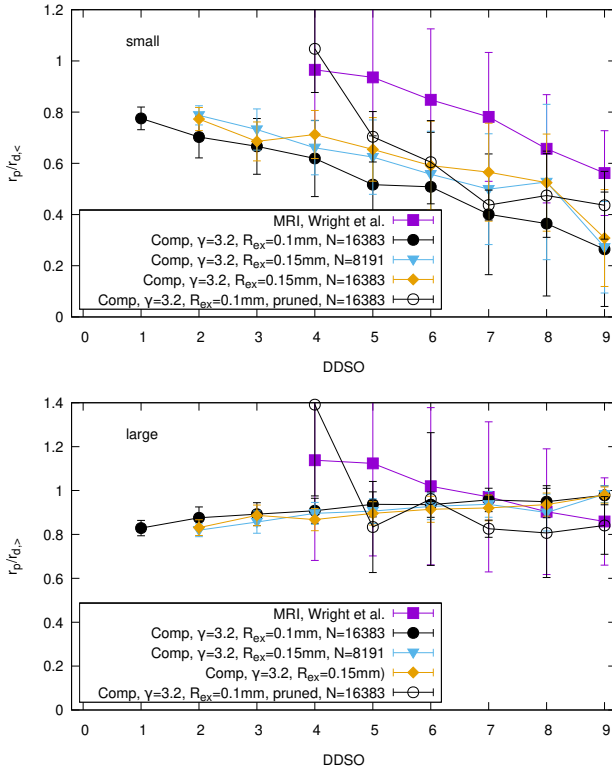 1.2
1
0.8
0.6
0.4
0.2
0
r_p/r_{d,<}
small
MRI, Wright et al.
Comp, γ=3.2, R_ex=0.1mm, N=16383
Comp, γ=3.2, R_ex=0.15mm, N=8191
Comp, γ=3.2, R_ex=0.15mm, N=16383
Comp, γ=3.2, R_ex=0.1mm, pruned, N=16383
0 1 2 3 4 5 6 7 8 9
DDSO
1.4
1.2
1
0.8
0.6
0.4
0.2
0
r_p/r_{d,>}
large
MRI, Wright et al.
Comp, γ=3.2, R_ex=0.1mm, N=16383
Comp, γ=3.2, R_ex=0.15mm, N=8191
Comp, γ=3.2, R_ex=0.15mm)
Comp, γ=3.2, R_ex=0.1mm, pruned, N=16383
0 1 2 3 4 5 6 7 8 9
DDSO